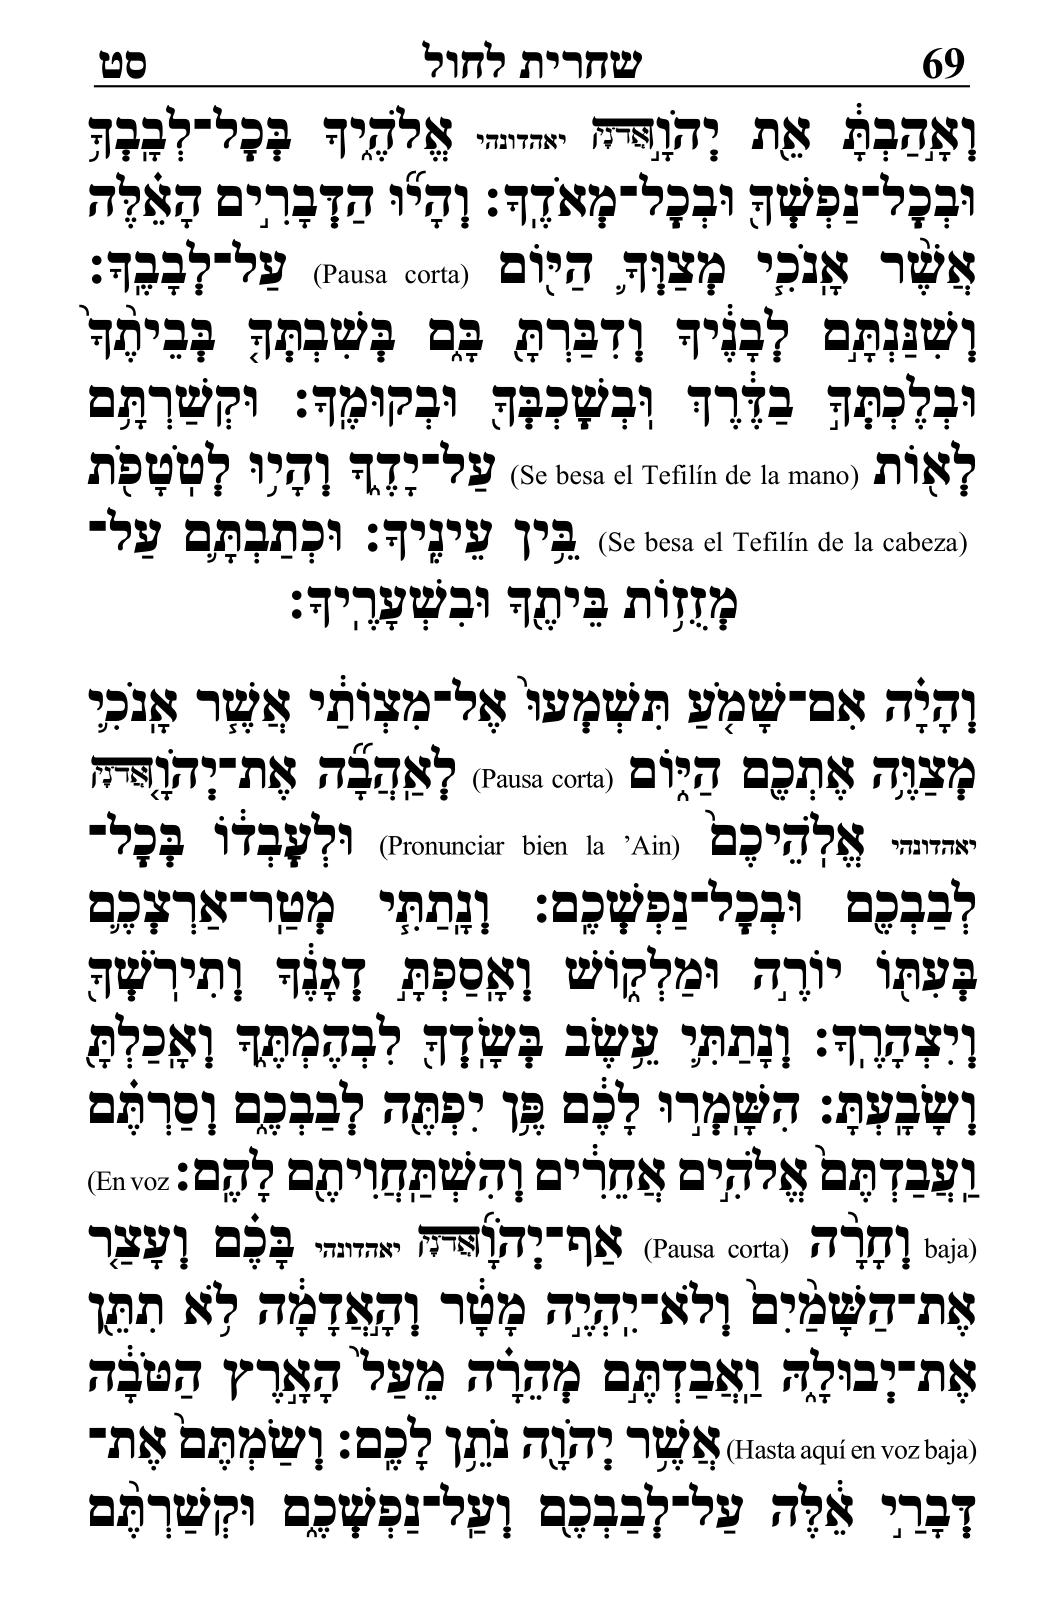 69 שחרית לחול סט
וְאָ֣הַבְתָּ֔ אֵ֖ת יְהֹוָ֣אֲדֹנָיה יאהדונהי אֱלֹהֶ֑יךָ בְּכׇל־לְבָֽבְךָ֥
וּבְכׇל־נַפְשְׁךָ֖ וּבְכׇל־מְאֹדֶֽךָ׃ וְהָי֞וּ הַדְּבָרִ֣ים הָאֵ֗לֶּה
אֲשֶׁ֨ר אָֽנֹכִ֧י מְצַוְּךָ֛ הַיּ֖וֹם (Pausa corta) עַל־לְבָבֶֽךָ׃
וְשִׁנַּנְתָּ֣ם לְבָנֶ֔יךָ וְדִבַּרְתָּ֖ בָּ֑ם בְּשִׁבְתְּךָ֤ בְּבֵיתֶ֙ךָ֙
וּבְלֶכְתְּךָ֣ בַדֶּ֔רֶךְ וּֽבְשׇׁכְבְּךָ֖ וּבְקוּמֶֽךָ׃ וּקְשַׁרְתָּ֥ם
לְא֖וֹת (Se besa el Tefilín de la mano) עַל־יָדֶ֑ךָ וְהָי֥וּ לְטֹֽטָפֹ֖ת
(Se besa el Tefilín de la cabeza) בֵּ֥ין עֵינֶֽיךָ׃ וּכְתַבְתָּ֛ם עַל־
מְזֻז֥וֹת בֵּיתֶ֖ךָ וּבִשְׁעָרֶֽיךָ׃
וְהָיָ֗ה אִם־שָׁמֹ֤עַ תִּשְׁמְעוּ֙ אֶל־מִצְוֺתַ֔י אֲשֶׁ֧ר אָֽנֹכִ֛י
מְצַוֶּ֥ה אֶתְכֶ֖ם הַיּ֑וֹם (Pausa corta) לְאַֽהֲבָ֞ה אֶת־יְהֹוָ֤אֲדֹנָיה
יאהדונהי אֱלֹֽהֵיכֶם֙ (Pronunciar bien la ’Ain) וּלְעׇבְד֔וֹ בְּכׇל־
לְבַבְכֶ֖ם וּבְכׇל־נַפְשְׁכֶֽם׃ וְנָֽתַתִּ֧י מְטַֽר־אַרְצְכֶ֛ם
בְּעִתּ֖וֹ יוֹרֶ֣ה וּמַלְק֑וֹשׁ וְאָֽסַפְתָּ֣ דְגָנֶ֔ךָ וְתִֽירֹשְׁךָ֖
וְיִצְהָרֶֽךָ׃ וְנָתַתִּ֛י עֵ֥שֶׂב בְּשָֽׂדְךָ֖ לִבְהֶמְתֶּ֑ךָ וְאָֽכַלְתָּ֖
וְשָׂבָֽעְתָּ׃ הִשָּֽׁמְר֣וּ לָכֶ֔ם פֶּ֥ן יִפְתֶּ֖ה לְבַבְכֶ֑ם וְסַרְתֶּ֗ם
וַֽעֲבַדְתֶּם֙ אֱלֹהִ֣ים אֲחֵרִ֔ים וְהִשְׁתַּֽחֲוִיתֶ֖ם לָהֶֽם׃ (En voz
baja) וְחָרָ֨ה (Pausa corta) אַף־יְהֹוָ֜אֲדֹנָיה יאהדונהי בָּכֶ֗ם וְעָצַ֤ר
אֶת־הַשָּׁמַ֙יִם֙ וְלֹא־יִֽהְיֶ֣ה מָטָ֔ר וְהָ֣אֲדָמָ֔ה לֹ֥א תִתֵּ֖ן
אֶת־יְבוּלָ֑הּ וַֽאֲבַדְתֶּ֣ם מְהֵרָ֗ה מֵעַל֙ הָאָ֣רֶץ הַטֹּבָ֔ה
(Hasta aquí en voz baja) אֲשֶׁ֥ר יְהֹוָ֖ה נֹתֵ֥ן לָכֶֽם׃ וְשַׂמְתֶּם֙ אֶת־
דְּבָרַ֣י אֵ֔לֶּה עַל־לְבַבְכֶ֖ם וְעַֽל־נַפְשְׁכֶ֑ם וּקְשַׁרְתֶּ֨ם